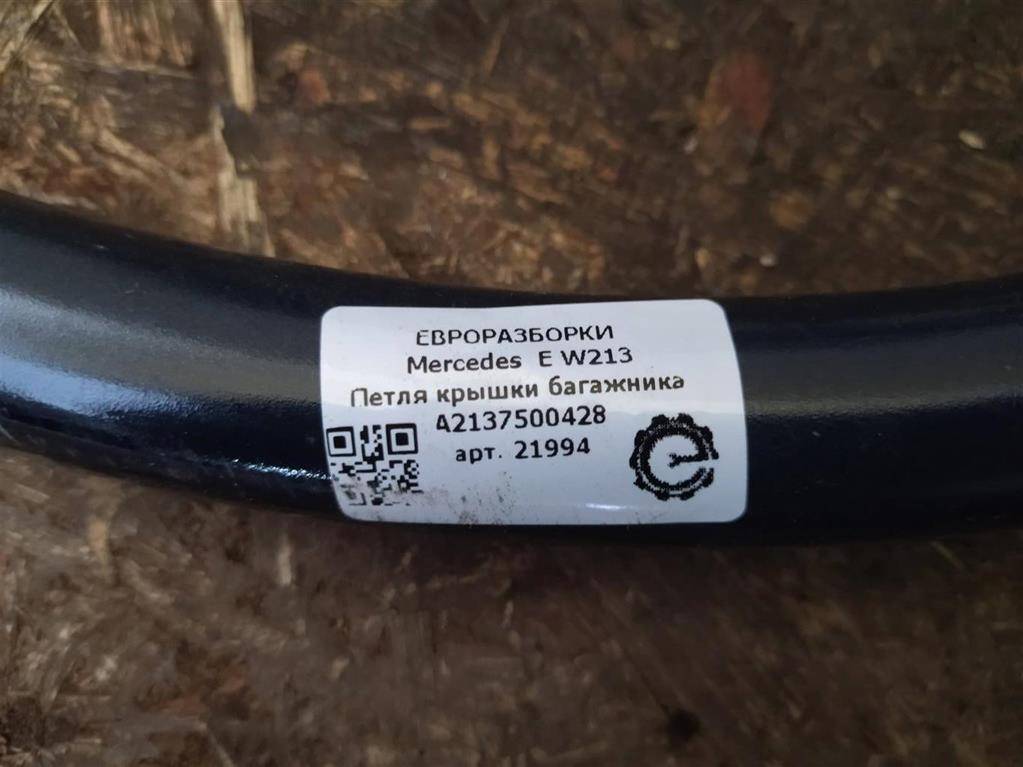 ЕВРОРАЗБОРКИ
Mercedes E W213
Петля крышки багажника
A2137500428
арт. 21994